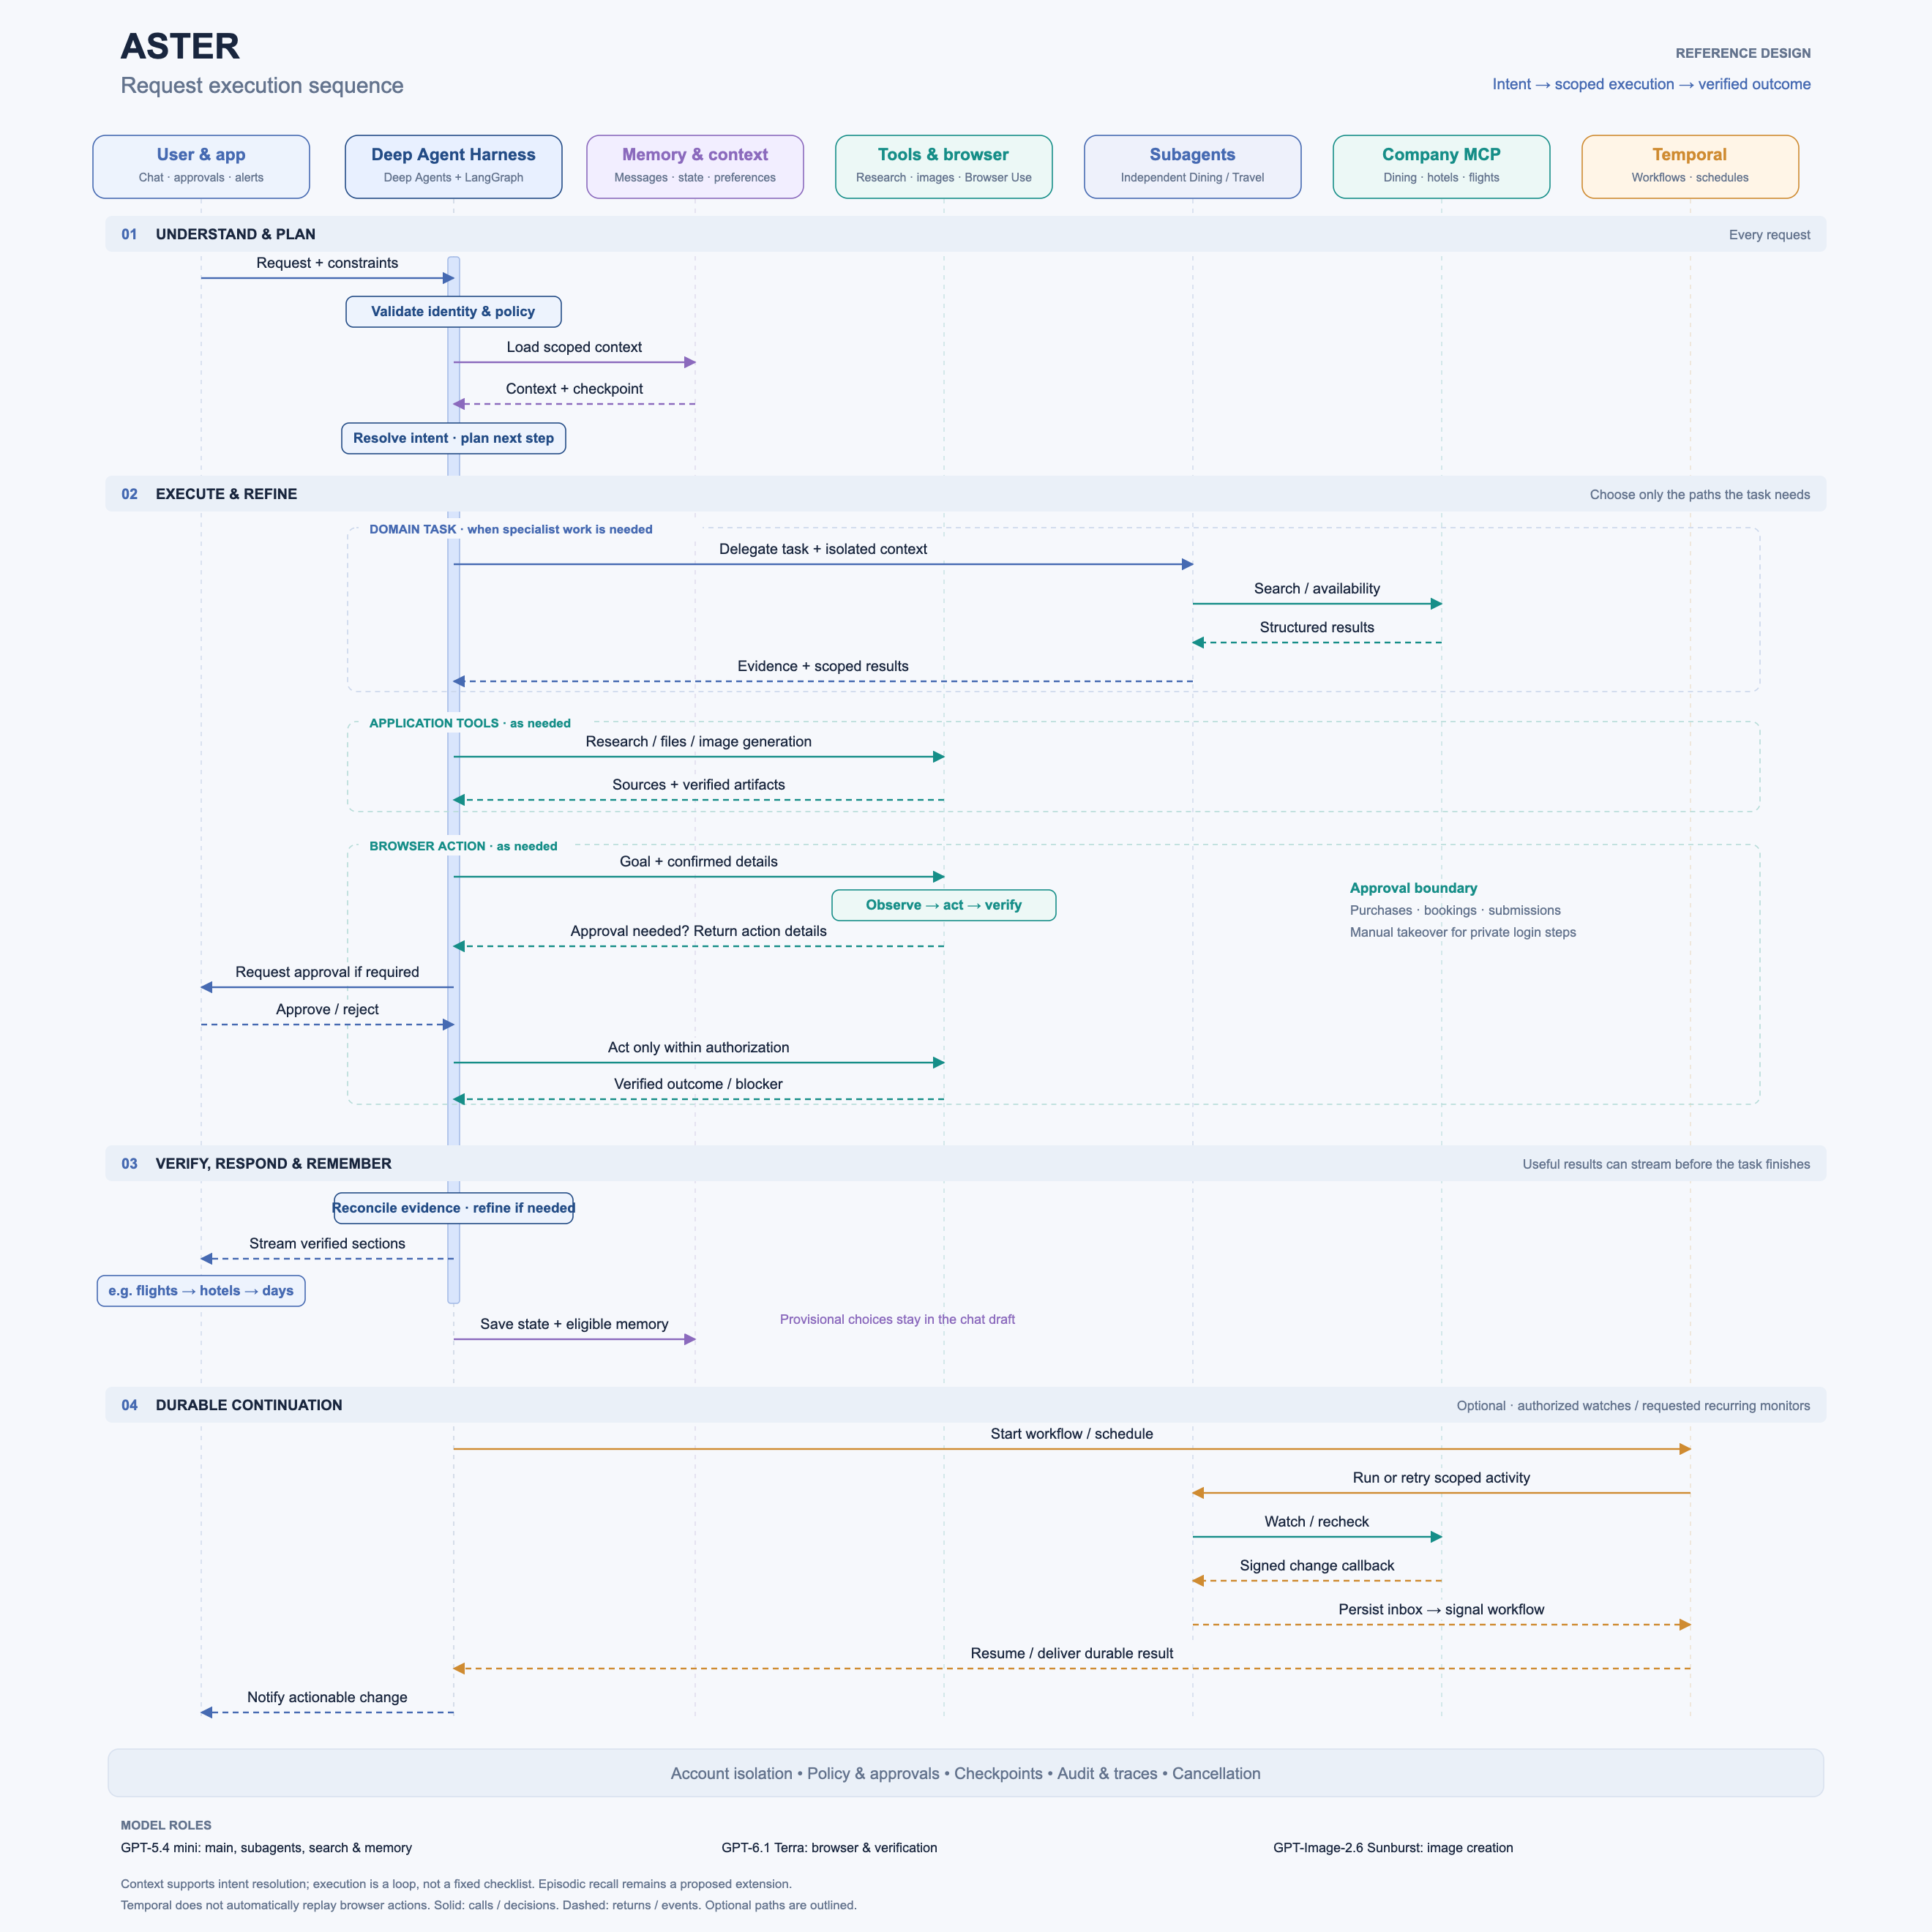 ASTER
Request execution sequence
REFERENCE DESIGN
Intent → scoped execution → verified outcome
User & app
Chat · approvals · alerts
Deep Agent Harness
Deep Agents + LangGraph
Memory & context
Messages · state · preferences
Tools & browser
Research · images · Browser Use
Subagents
Independent Dining / Travel
Company MCP
Dining · hotels · flights
Temporal
Workflows · schedules
01 UNDERSTAND & PLAN
Every request
Request + constraints
Validate identity & policy
Load scoped context
Context + checkpoint
Resolve intent · plan next step
02 EXECUTE & REFINE
Choose only the paths the task needs
DOMAIN TASK · when specialist work is needed
Delegate task + isolated context
Search / availability
Structured results
Evidence + scoped results
APPLICATION TOOLS · as needed
Research / files / image generation
Sources + verified artifacts
BROWSER ACTION · as needed
Goal + confirmed details
Observe → act → verify
Approval boundary
Purchases · bookings · submissions
Manual takeover for private login steps
Approval needed? Return action details
Request approval if required
Approve / reject
Act only within authorization
Verified outcome / blocker
03 VERIFY, RESPOND & REMEMBER
Useful results can stream before the task finishes
Reconcile evidence · refine if needed
Stream verified sections
e.g. flights → hotels → days
Save state + eligible memory
Provisional choices stay in the chat draft
04 DURABLE CONTINUATION
Optional · authorized watches / requested recurring monitors
Start workflow / schedule
Run or retry scoped activity
Watch / recheck
Signed change callback
Persist inbox → signal workflow
Resume / deliver durable result
Notify actionable change
Account isolation • Policy & approvals • Checkpoints • Audit & traces • Cancellation
MODEL ROLES
GPT-5.4 mini: main, subagents, search & memory
GPT-6.1 Terra: browser & verification
GPT-Image-2.6 Sunburst: image creation
Context supports intent resolution; execution is a loop, not a fixed checklist. Episodic recall remains a proposed extension.
Temporal does not automatically replay browser actions. Solid: calls / decisions. Dashed: returns / events. Optional paths are outlined.